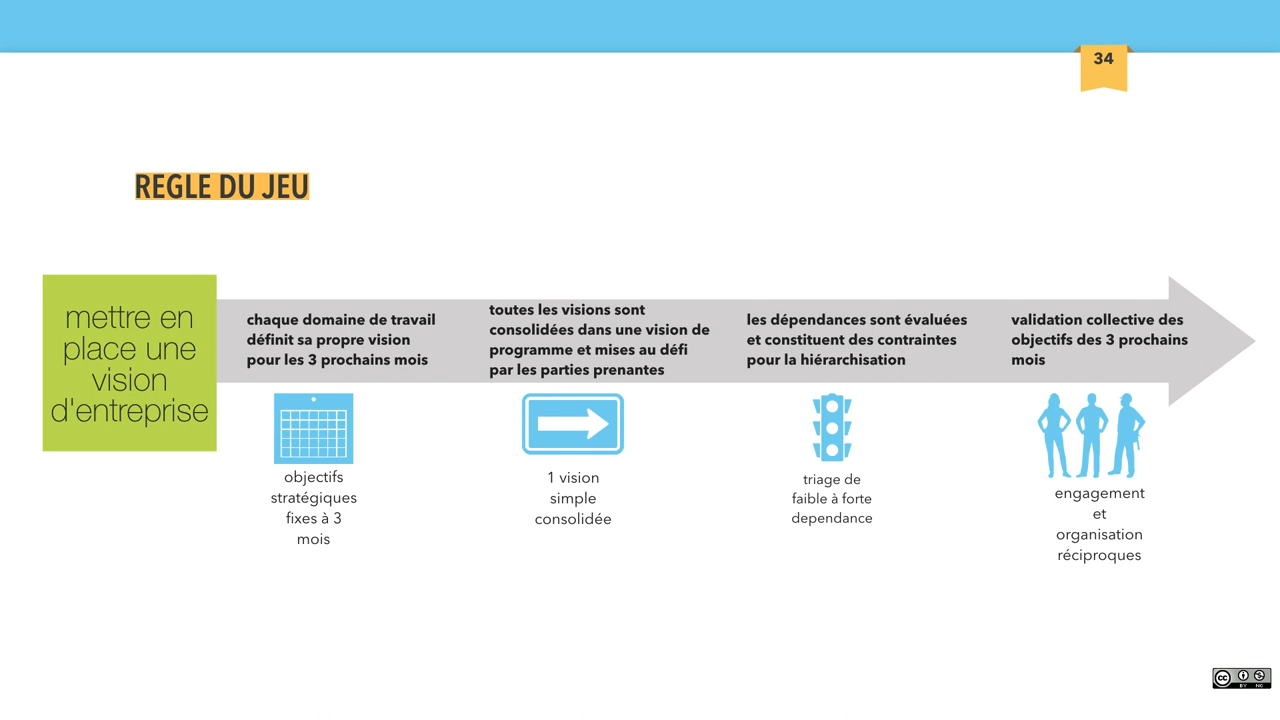 34
REGLE DU JEU
mettre en
place une
vision
d'entreprise
chaque domaine de travail
définit sa propre vision
pour les 3 prochains mois
toutes les visions sont
consolidées dans une vision de
programme et mises au défi
par les parties prenantes
les dépendances sont évaluées
et constituent des contraintes
pour la hiérarchisation
validation collective des
objectifs des 3 prochains
mois
objectifs
stratégiques
fixes à 3
mois
1 vision
simple
consolidée
triage de
faible à forte
dependance
engagement
et
organisation
réciproques
cc
BY NC